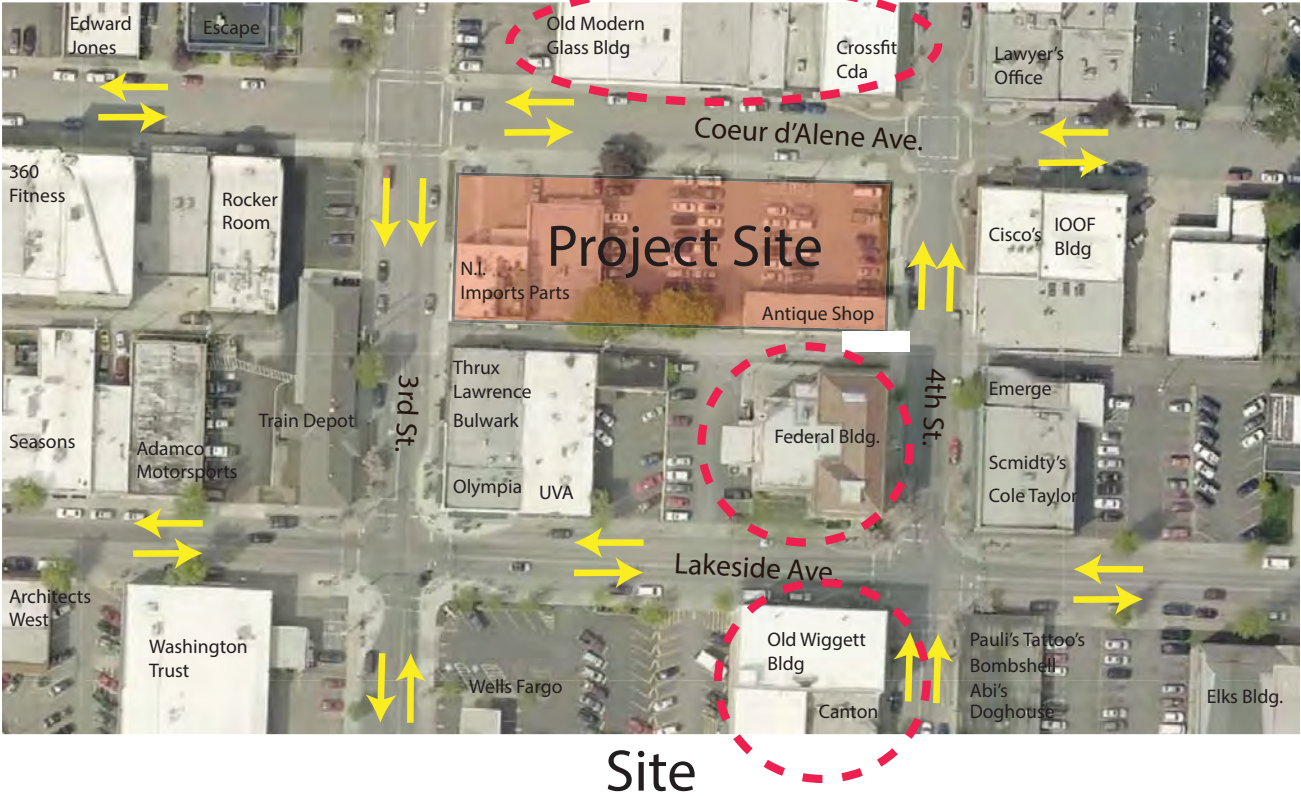 Edward
Jones
Escape
Old Modern
Glass Bldg
Crossfit
Cda
Lawyer's
Office
Coeur d'Alene Ave.
360
Fitness
Rocker
Room
Project Site
N.I.
Imports Parts
Antique Shop
Cisco's
IOOF
Bldg
3rd St.
4th St.
Thrux
Lawrence
Bulwark
Olympia
UVA
Train Depot
Seasons
Adamco
Motorsports
Federal Bldg.
Emerge
Scmidty's
Cole Taylor
Lakeside Ave
Architects
West
Washington
Trust
Wells Fargo
Old Wiggett
Bldg
Canton
Pauli's Tattoo's
Bombshell
Abi's
Doghouse
Elks Bldg.
Site